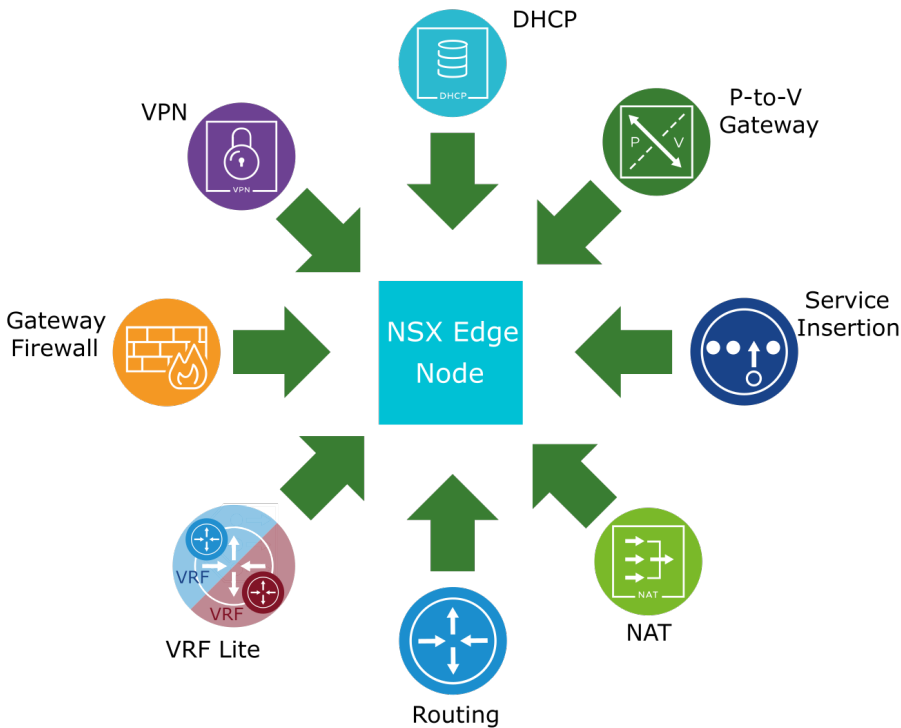 DHCP
DHCP
VPN
VPN
P-to-V
Gateway
P V
Gateway
Firewall
NSX Edge
Node
Service
Insertion
VRF
VRF
VRF Lite
NAT
NAT
Routing